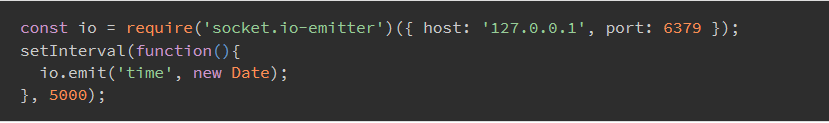 const io = require('socket.io-emitter')({ host: '127.0.0.1', port: 6379 });
setInterval(function(){
  io.emit('time', new Date);
}, 5000);